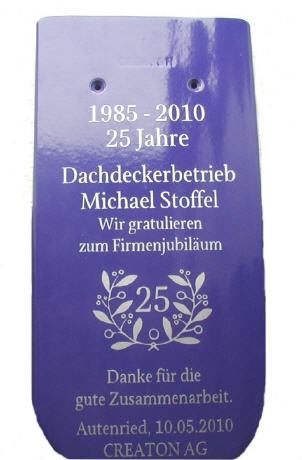 1985 - 2010
25 Jahre
Dachdeckerbetrieb
Michael Stoffel
Wir gratulieren
zum Firmenjubiläum
25
Danke für die
gute Zusammenarbeit.
Autenried, 10.05.2010
CREATON AG